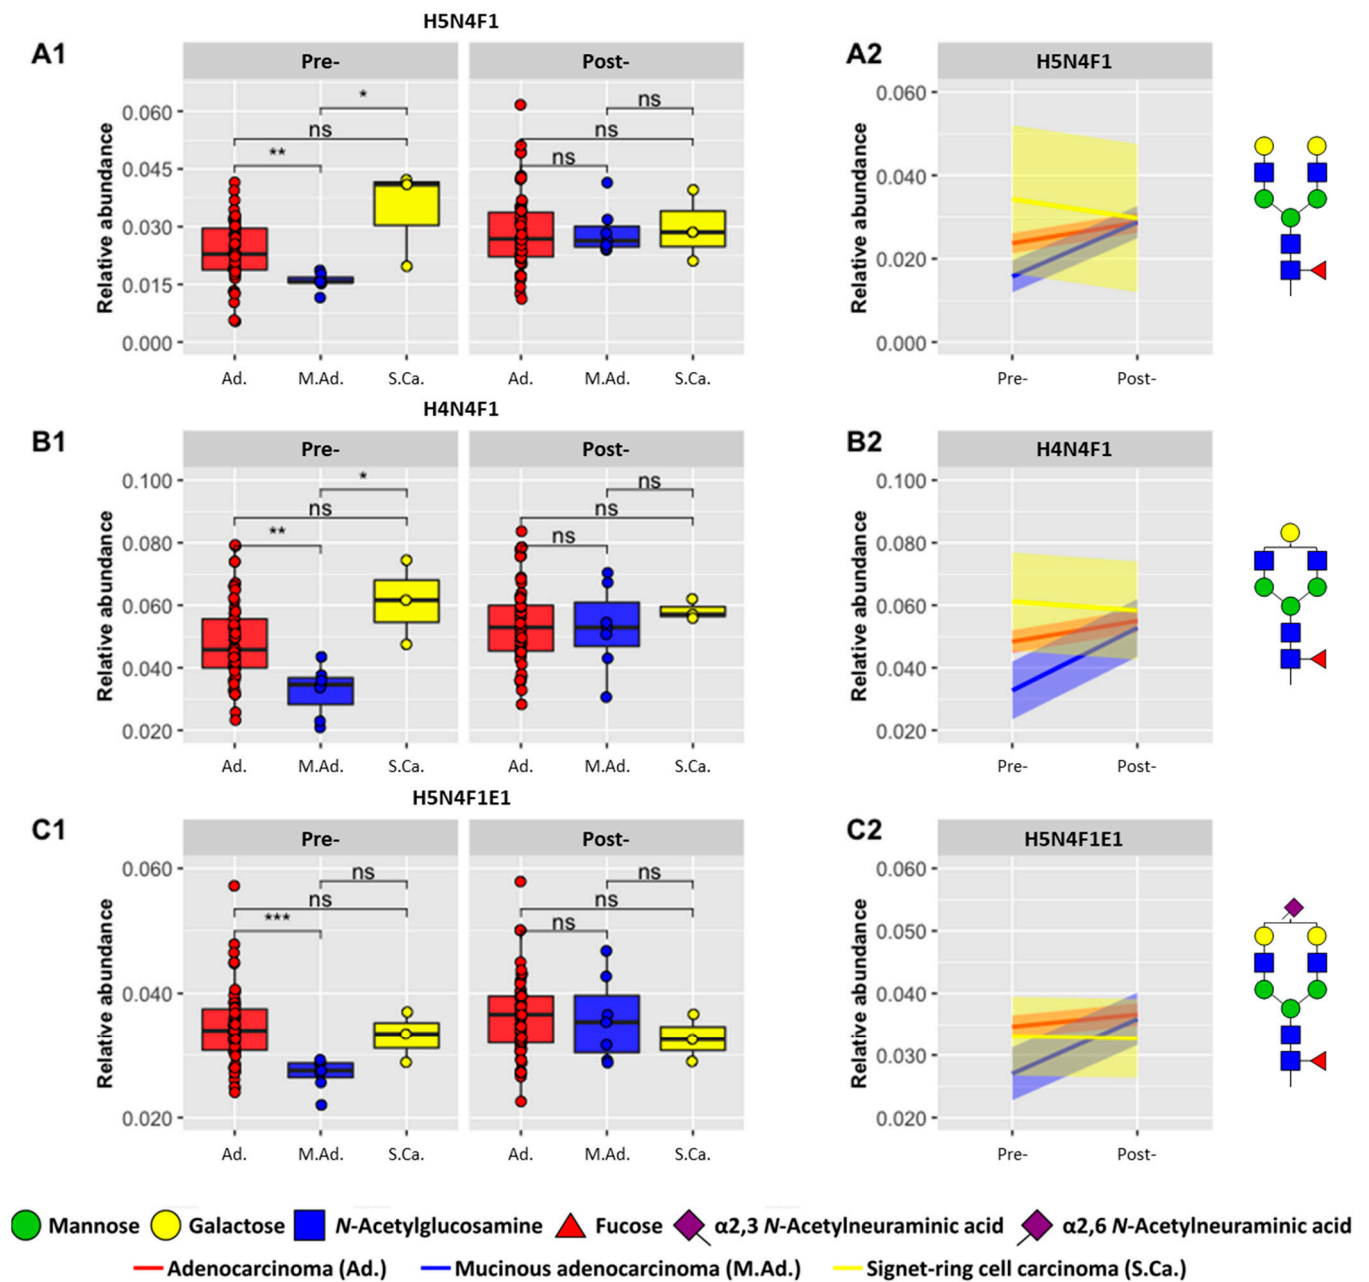 H5N4F1
A1
Pre-
Post-
Relative abundance
0.060
0.045
0.030
0.015
0.000
*
ns
**
ns
ns
ns
Ad.
M.Ad.
S.Ca.
Ad.
M.Ad.
S.Ca.
A2
H5N4F1
Relative abundance
0.060
0.040
0.020
0.000
Pre-
Post-
H4N4F1
B1
Pre-
Post-
Relative abundance
0.100
0.080
0.060
0.040
0.020
*
ns
**
ns
ns
ns
Ad.
M.Ad.
S.Ca.
Ad.
M.Ad.
S.Ca.
B2
H4N4F1
Relative abundance
0.100
0.080
0.060
0.040
0.020
Pre-
Post-
H5N4F1E1
C1
Pre-
Post-
Relative abundance
0.060
0.040
0.020
ns
ns
***
ns
ns
ns
Ad.
M.Ad.
S.Ca.
Ad.
M.Ad.
S.Ca.
C2
H5N4F1E1
Relative abundance
0.060
0.050
0.040
0.030
0.020
Pre-
Post-
Mannose Galactose N-Acetylglucosamine Fucose α2,3 N-Acetylneuraminic acid α2,6 N-Acetylneuraminic acid
Adenocarcinoma (Ad.) Mucinous adenocarcinoma (M.Ad.) Signet-ring cell carcinoma (S.Ca.)